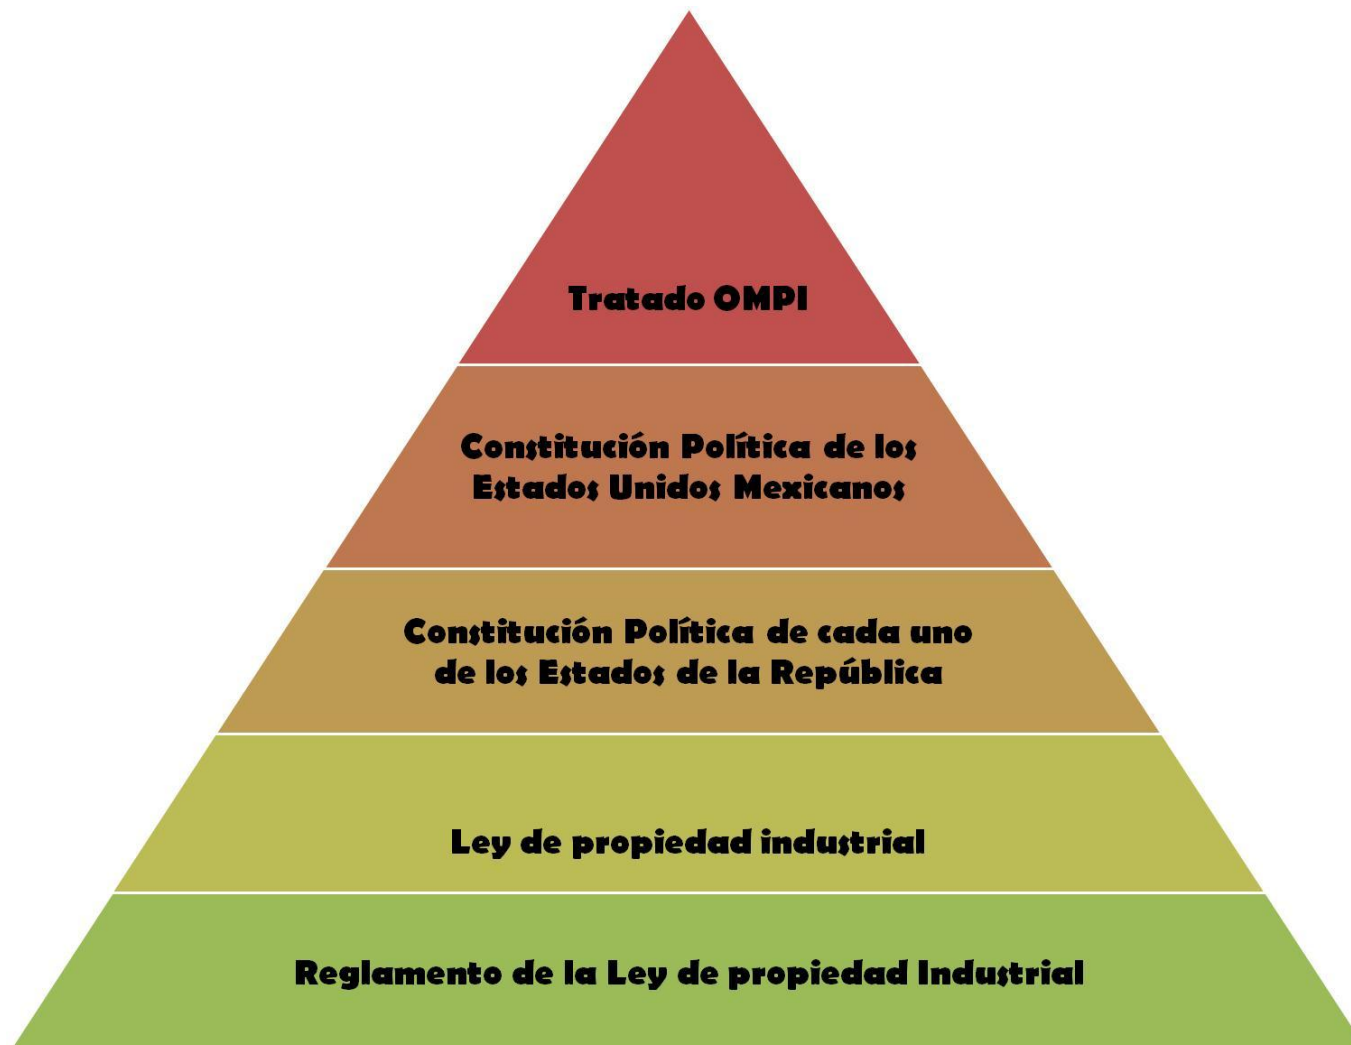 Tratado OMPI
Constitución Política de los
Estados Unidos Mexicanos
Constitución Política de cada uno
de los Estados de la República
Ley de propiedad industrial
Reglamento de la Ley de propiedad Industrial